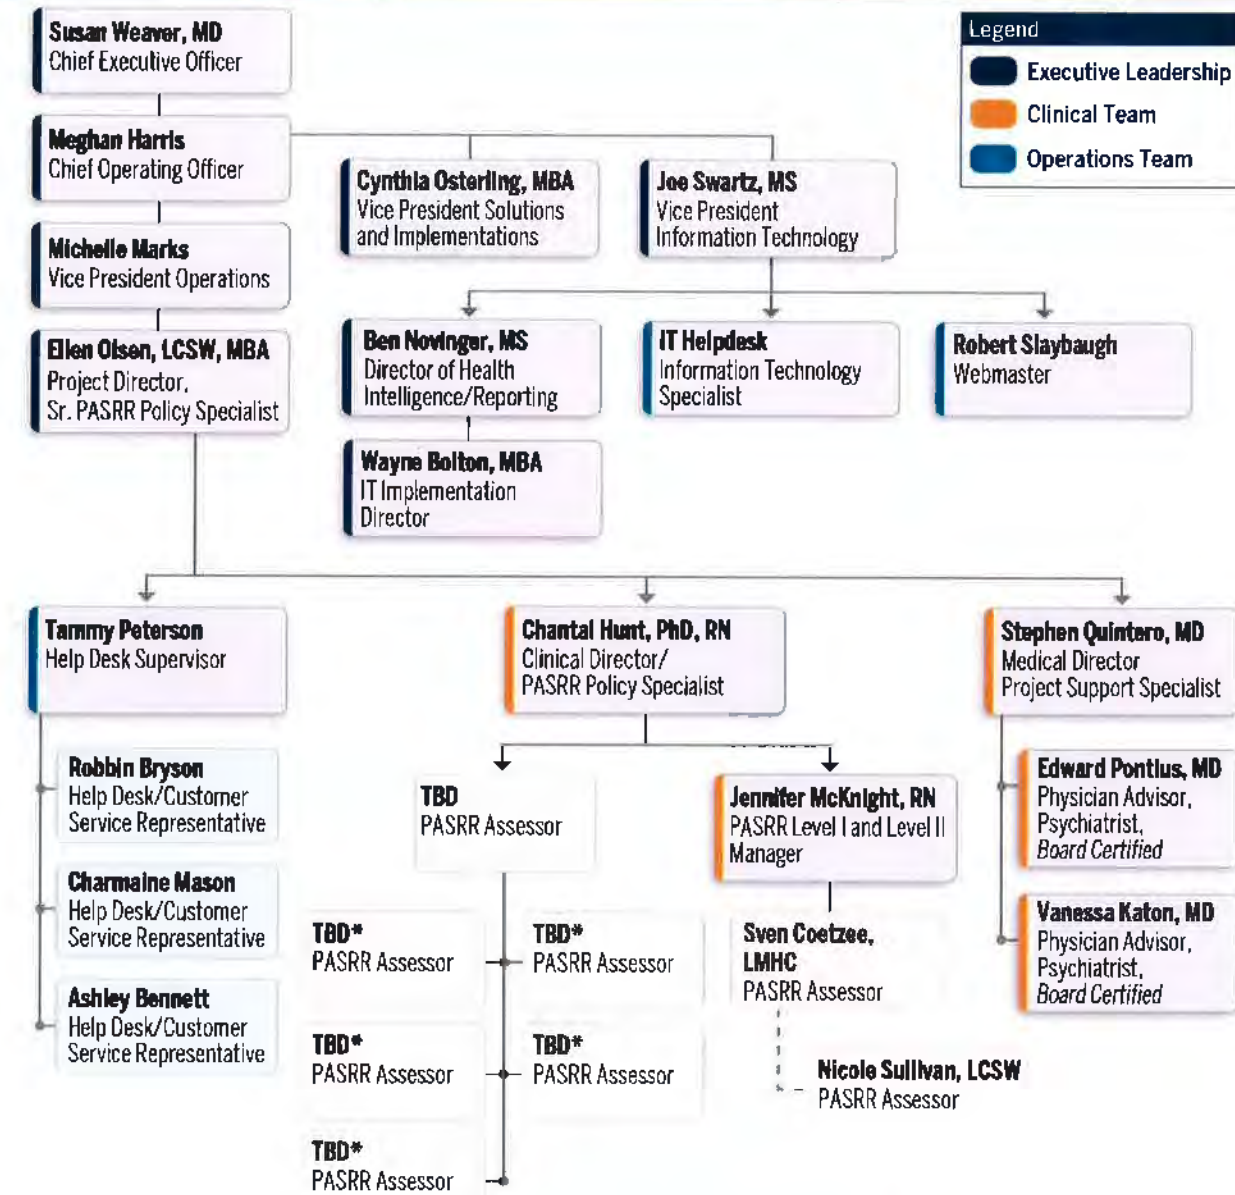 Susan Weaver, MD
Chief Executive Officer
Legend
Executive Leadership
Clinical Team
Operations Team
Meghan Harris
Chief Operating Officer
Cynthia Osterling, MBA
Vice President Solutions
and Implementations
Joe Swartz, MS
Vice President
Information Technology
Michelle Marks
Vice President Operations
Ellen Olsen, LCSW, MBA
Project Director,
Sr. PASRR Policy Specialist
Ben Novinger, MS
Director of Health
Intelligence/Reporting
IT Helpdesk
Information Technology
Specialist
Robert Slaybaugh
Webmaster
Wayne Bolton, MBA
IT Implementation
Director
Tammy Peterson
Help Desk Supervisor
Chantal Hunt, PhD, RN
Clinical Director/
PASRR Policy Specialist
Stephen Quintero, MD
Medical Director
Project Support Specialist
Robbin Bryson
Help Desk/Customer
Service Representative
Charmaine Mason
Help Desk/Customer
Service Representative
Ashley Bennett
Help Desk/Customer
Service Representative
TBD
PASRR Assessor
Jennifer McKnight, RN
PASRR Level I and Level II
Manager
Edward Pontius, MD
Physician Advisor,
Psychiatrist,
Board Certified
Vanessa Katon, MD
Physician Advisor,
Psychiatrist,
Board Certified
TBD*
PASRR Assessor
TBD*
PASRR Assessor
Sven Coetzee,
LMHC
PASRR Assessor
TBD*
PASRR Assessor
TBD*
PASRR Assessor
Nicole Sullivan, LCSW
PASRR Assessor
TBD*
PASRR Assessor